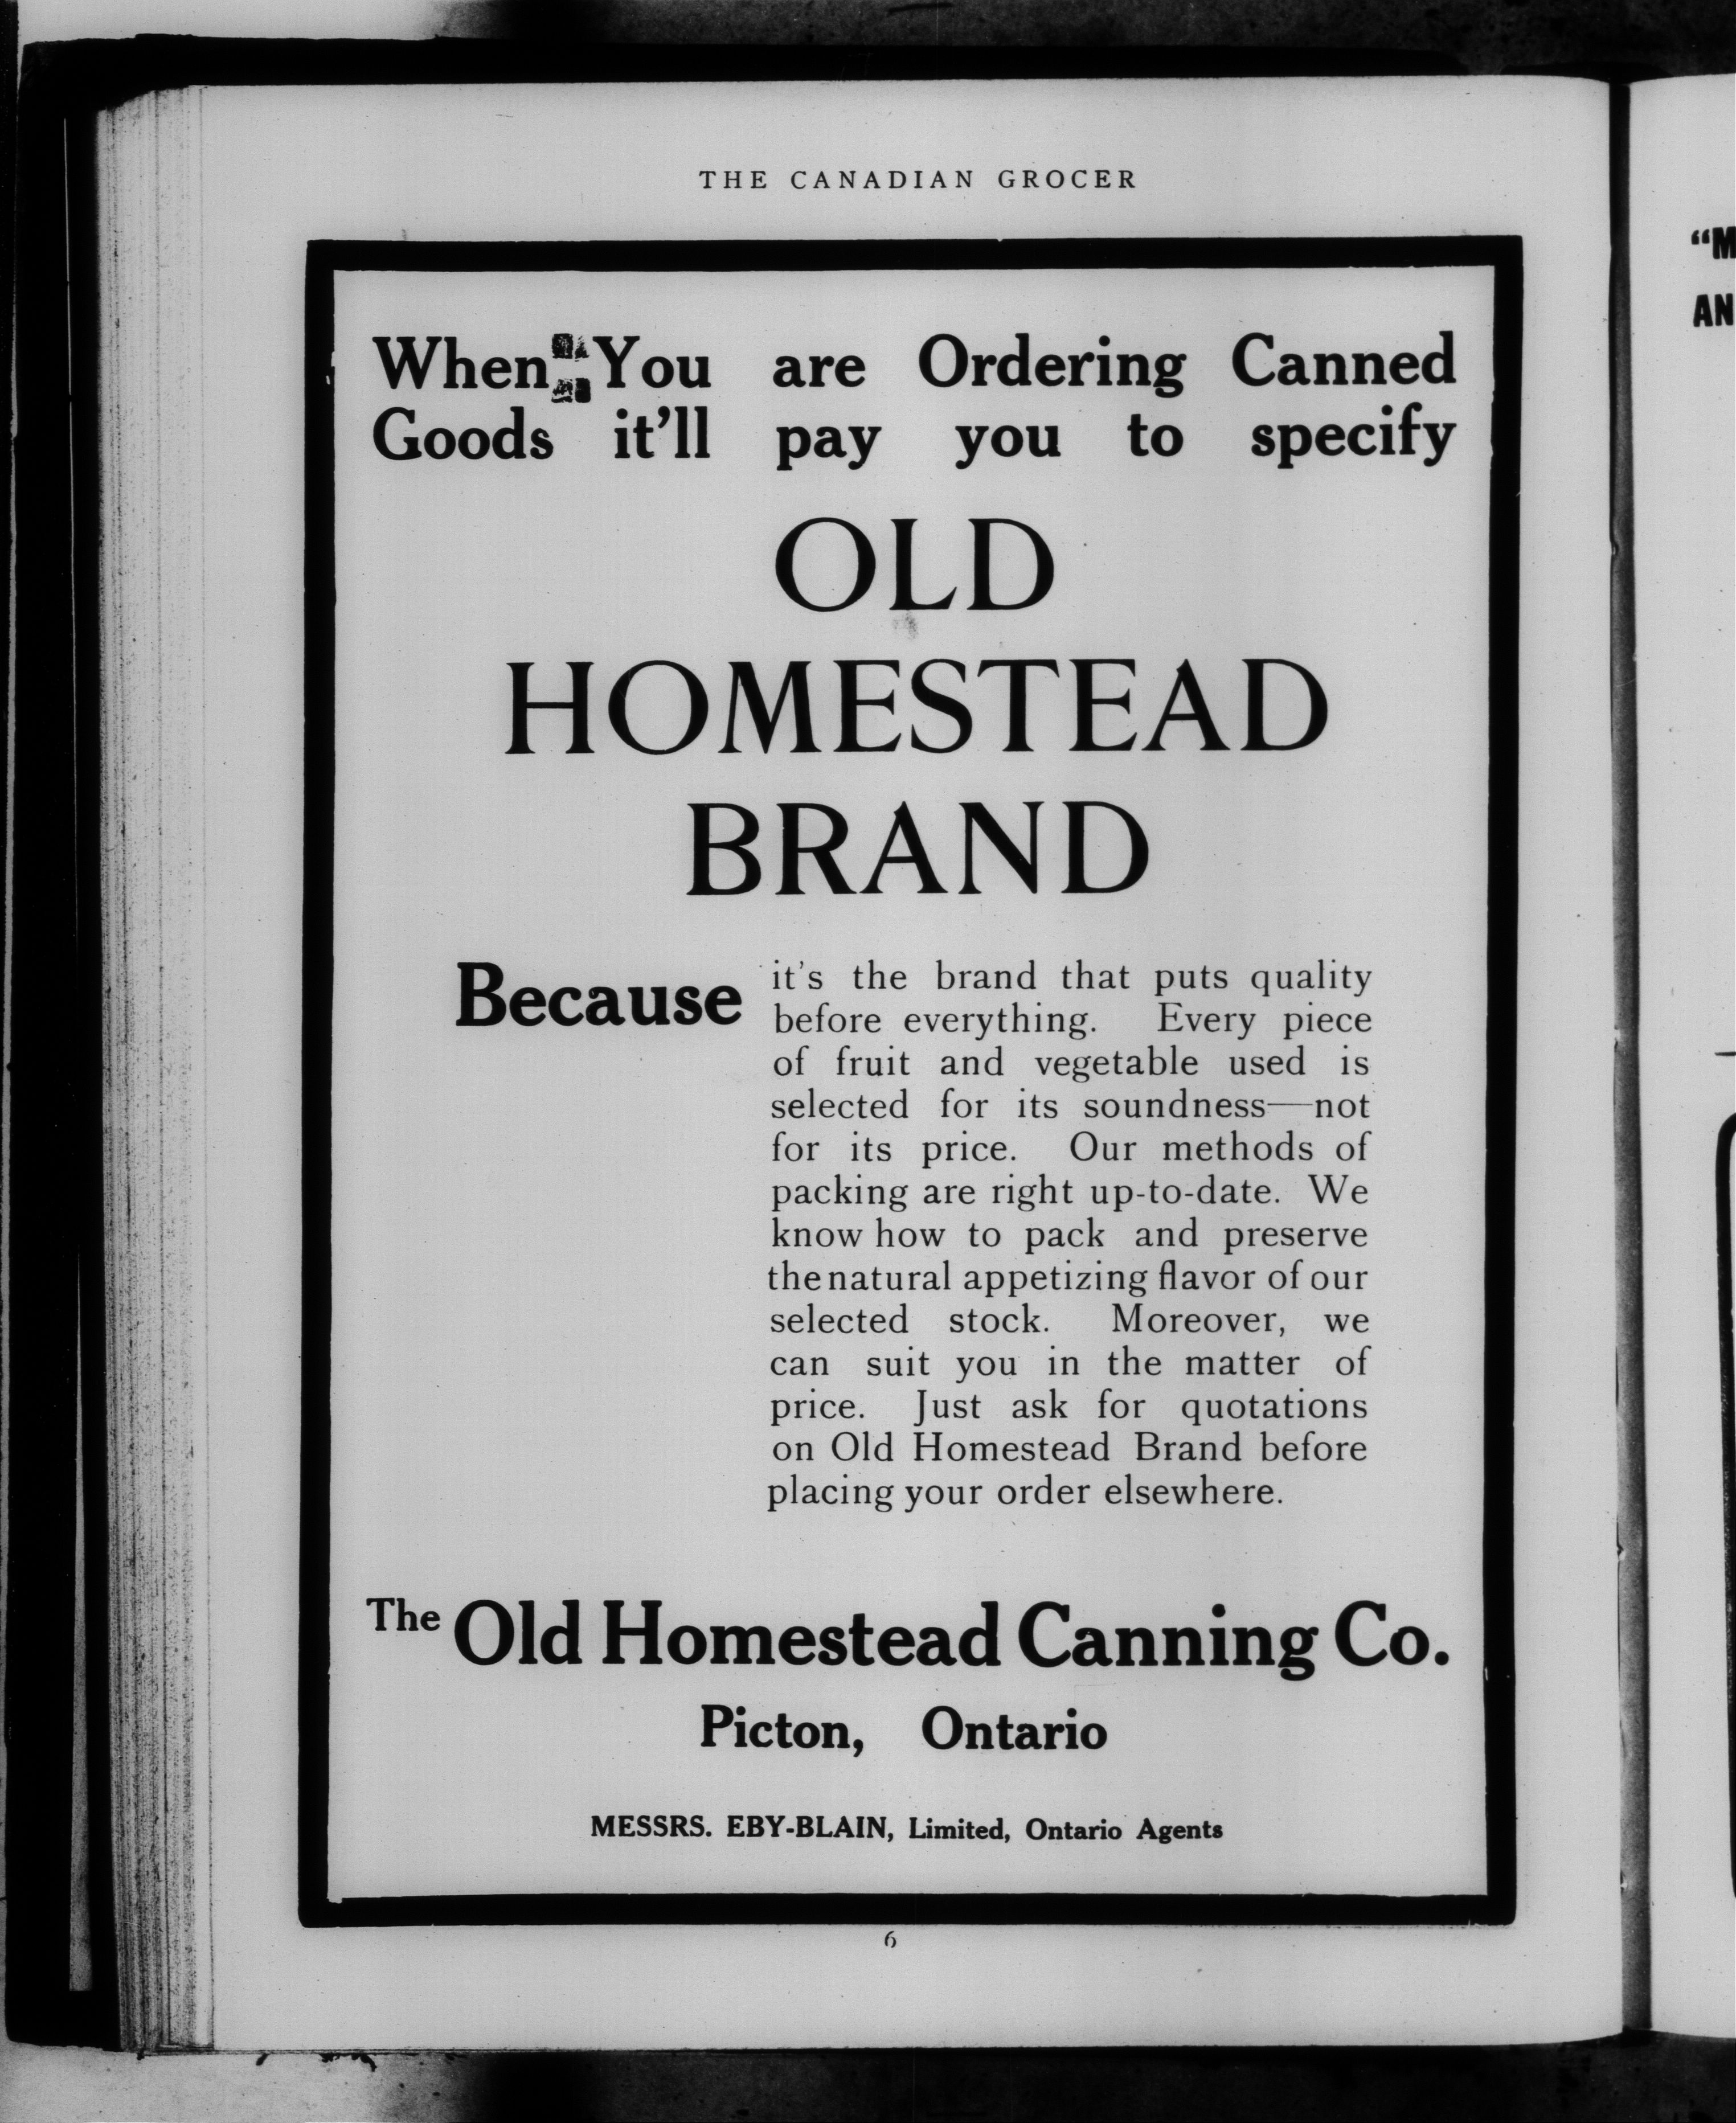 THE CANADIAN GROCER
When You are Ordering Canned
Goods it'll pay you to specify
OLD
HOMESTEAD
BRAND
Because it's the brand that puts quality
before everything. Every piece
of fruit and vegetable used is
selected for its soundness—not
for its price. Our methods of
packing are right up-to-date. We
know how to pack and preserve
the natural appetizing flavor of our
selected stock. Moreover, we
can suit you in the matter of
price. Just ask for quotations
on Old Homestead Brand before
placing your order elsewhere.
The Old Homestead Canning Co.
Picton, Ontario
MESSRS. EBY-BLAIN, Limited, Ontario Agents
6
"M
AN